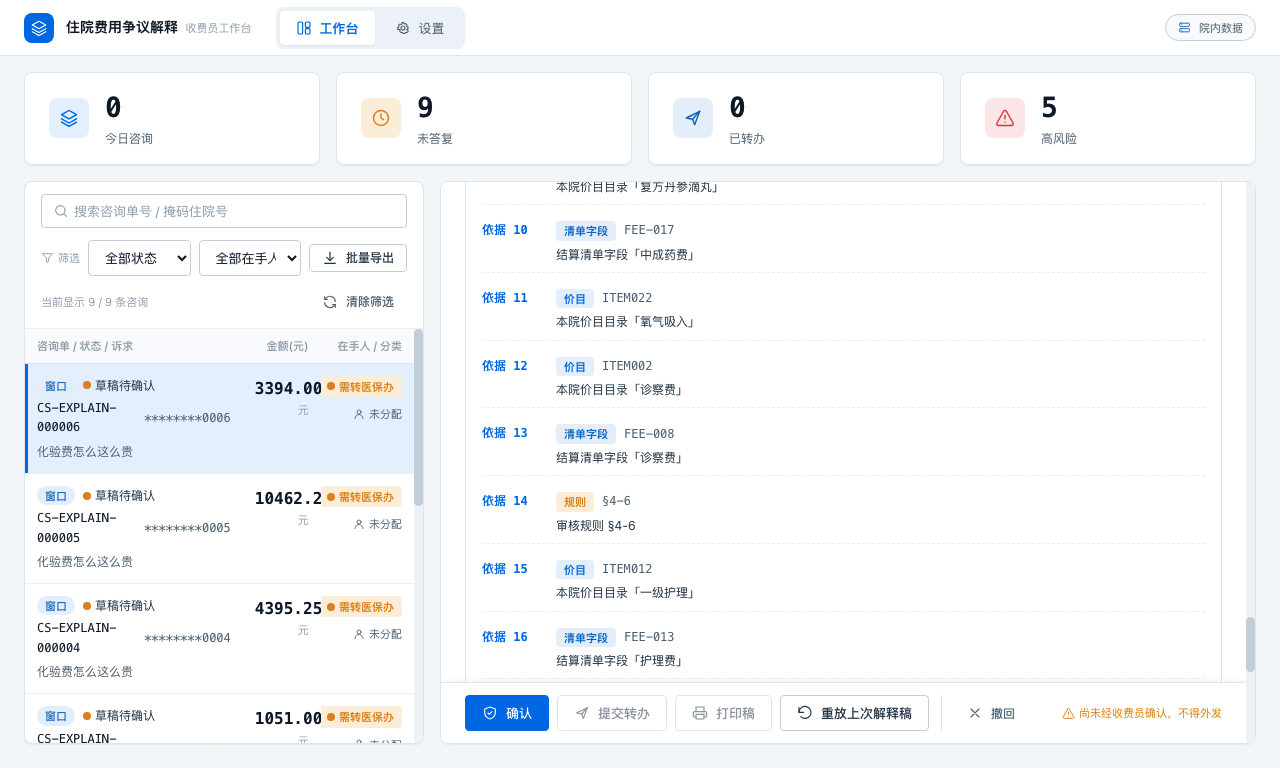 住院费用争议解释 收费员工作台 工作台 设置 院内数据
0
今日咨询
9
未答复
0
已转办
5
高风险
搜索咨询单号 / 掩码住院号
筛选 全部状态 全部在手人 批量导出
当前显示 9 / 9 条咨询 清除筛选
咨询单 / 状态 / 诉求 金额(元) 在手人 / 分类
窗口 草稿待确认 3394.00 需转医保办
CS-EXPLAIN-000006 ********0006 元 未分配
化验费怎么这么贵
窗口 草稿待确认 10462.2 需转医保办
CS-EXPLAIN-000005 ********0005 元 未分配
化验费怎么这么贵
窗口 草稿待确认 4395.25 需转医保办
CS-EXPLAIN-000004 ********0004 元 未分配
化验费怎么这么贵
窗口 草稿待确认 1051.00 需转医保办
CS-EXPLAIN- 元 未分配
本院价目目录「复方丹参滴丸」
依据 10 清单字段 FEE-017
结算清单字段「中成药费」
依据 11 价目 ITEM022
本院价目目录「氧气吸入」
依据 12 价目 ITEM002
本院价目目录「诊察费」
依据 13 清单字段 FEE-008
结算清单字段「诊察费」
依据 14 规则 §4-6
审核规则 §4-6
依据 15 价目 ITEM012
本院价目目录「一级护理」
依据 16 清单字段 FEE-013
结算清单字段「护理费」
确认 提交转办 打印稿 重放上次解释稿 撤回 尚未经收费员确认，不得外发